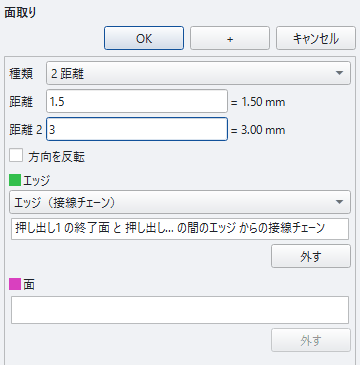 面取り
OK + キャンセル
種類 2 距離
距離 1.5 = 1.50 mm
距離 2 3 = 3.00 mm
方向を反転
エッジ
エッジ（接線チェーン）
押し出し1 の終了面 と 押し出し... の間のエッジ からの接線チェーン
外す
面
外す